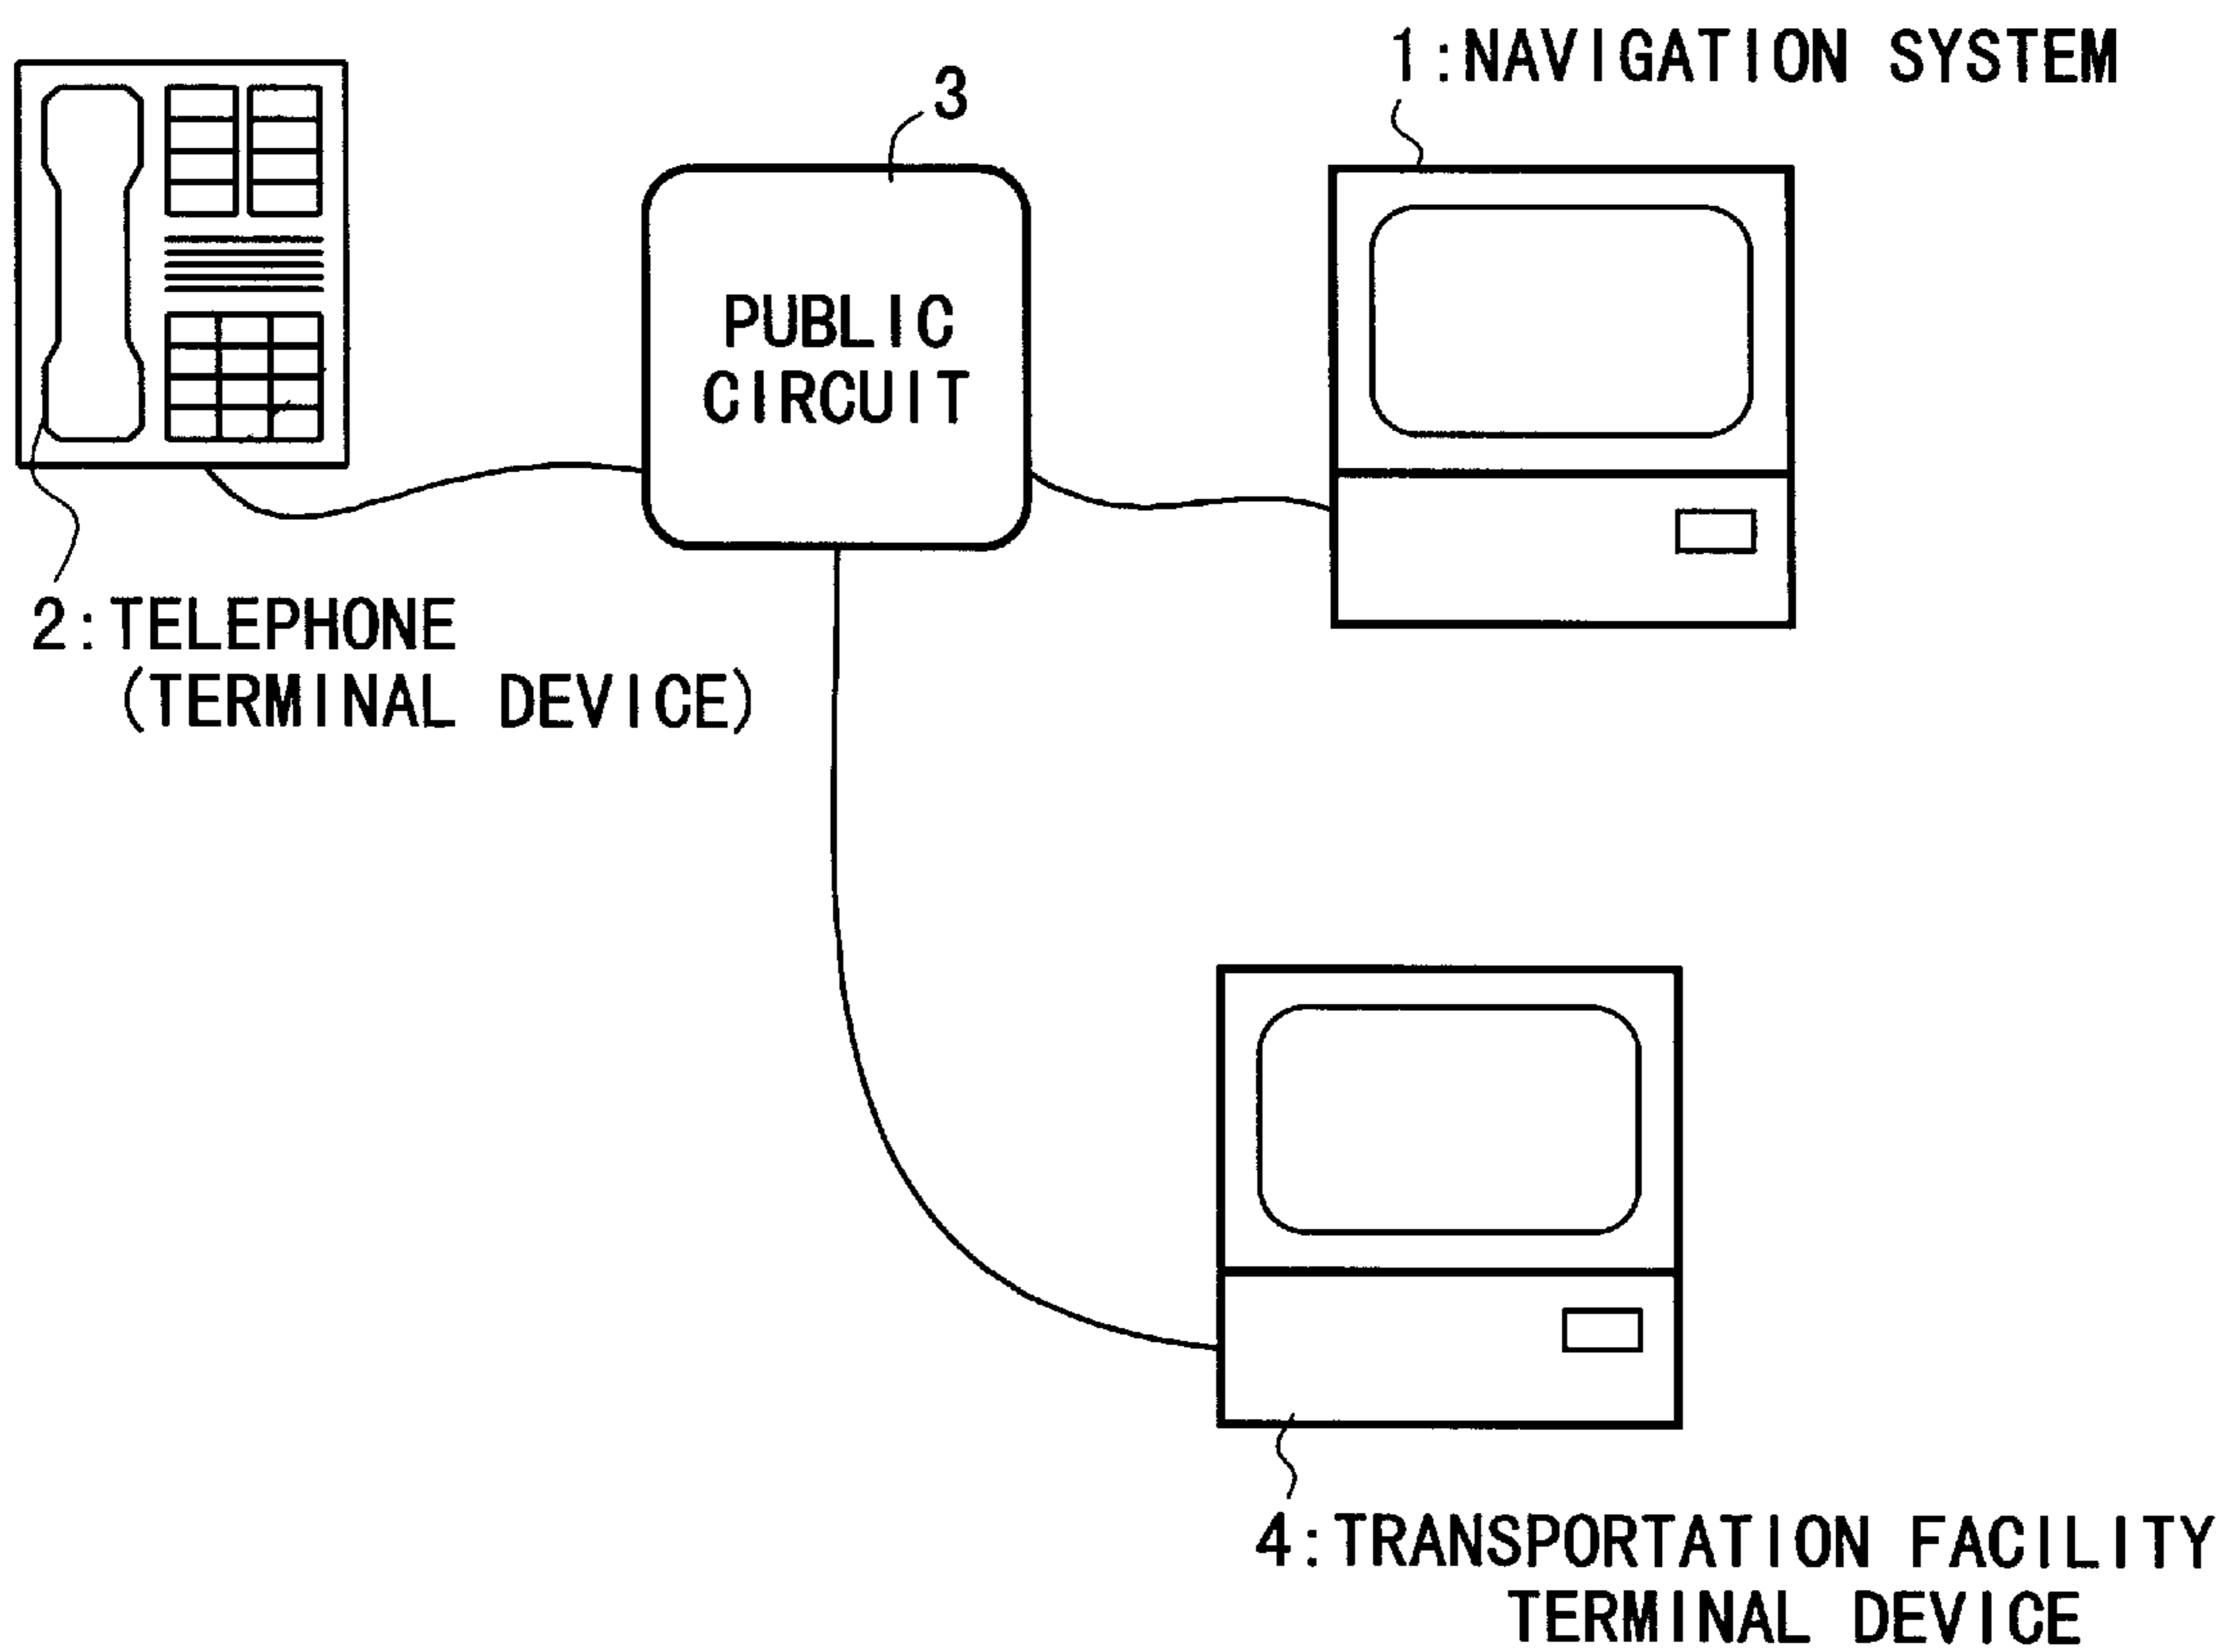 1:NAVIGATION SYSTEM
3
PUBLIC
CIRCUIT
2:TELEPHONE
(TERMINAL DEVICE)
4:TRANSPORTATION FACILITY
TERMINAL DEVICE